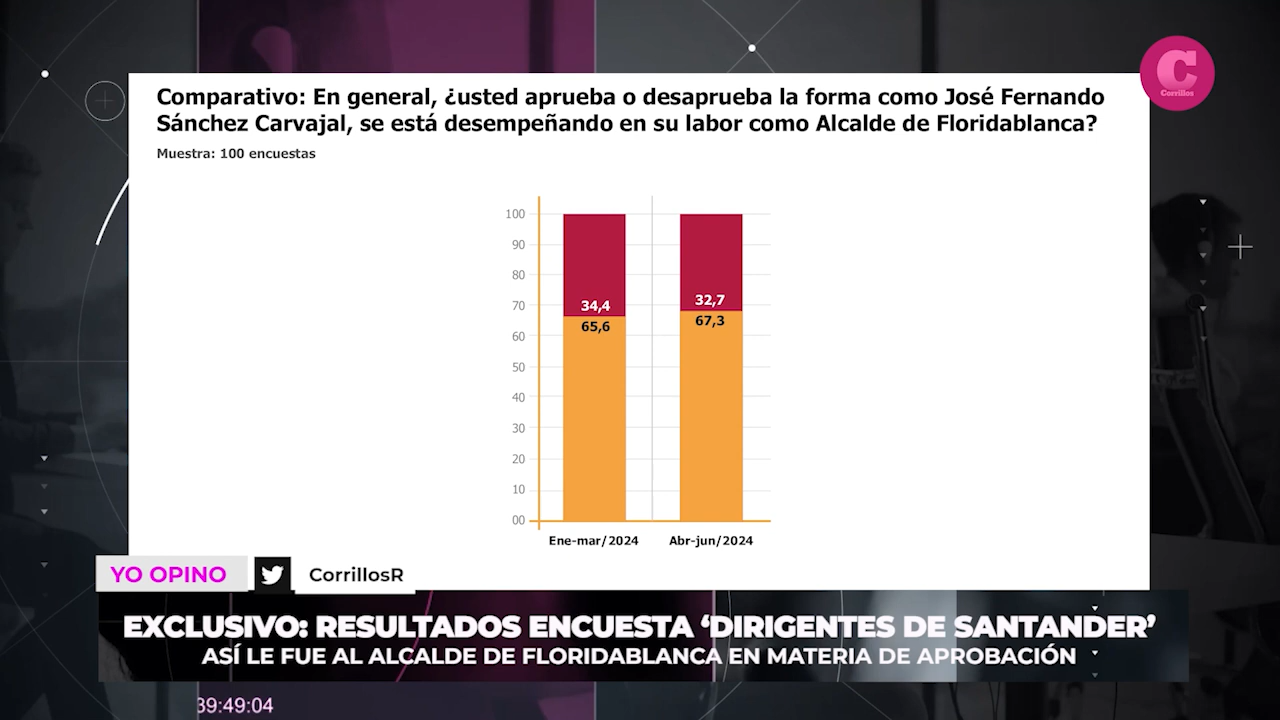 C
Corrillos
Comparativo: En general, ¿usted aprueba o desaprueba la forma como José Fernando
Sánchez Carvajal, se está desempeñando en su labor como Alcalde de Floridablanca?
Muestra: 100 encuestas
100
90
80
70
60
50
40
30
20
10
00
34,4
65,6
32,7
67,3
Ene-mar/2024
Abr-jun/2024
YO OPINO
CorrillosR
EXCLUSIVO: RESULTADOS ENCUESTA ‘DIRIGENTES DE SANTANDER’
ASÍ LE FUE AL ALCALDE DE FLORIDABLANCA EN MATERIA DE APROBACIÓN
39:49:04